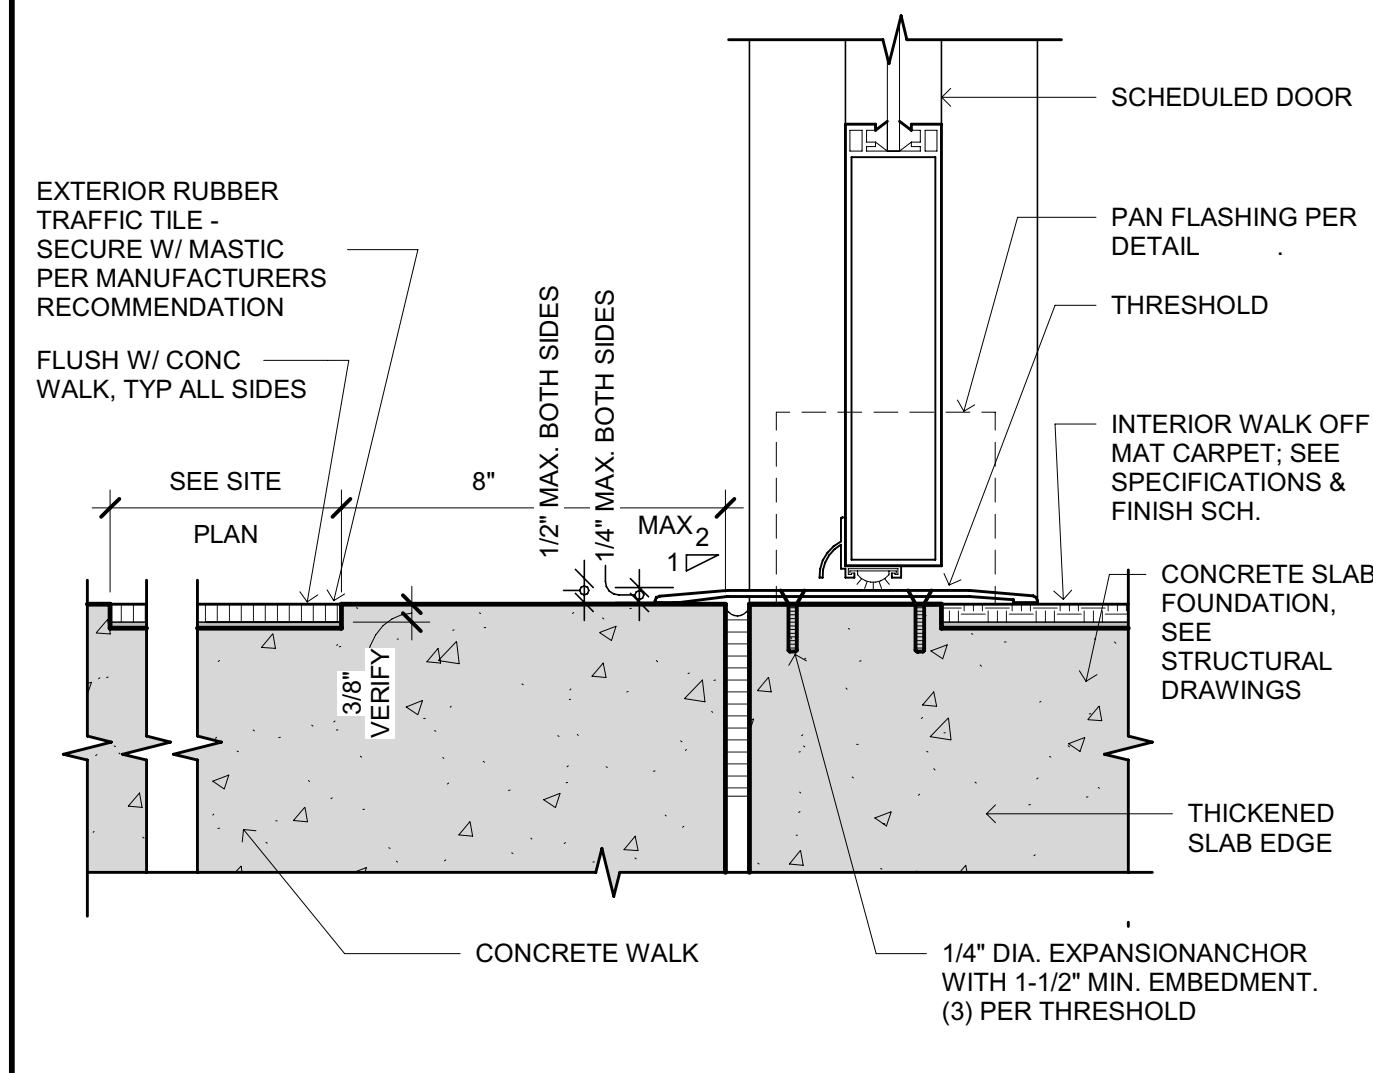 SCHEDULED DOOR
EXTERIOR RUBBER
TRAFFIC TILE -
SECURE W/ MASTIC
PER MANUFACTURERS
RECOMMENDATION
FLUSH W/ CONC
WALK, TYP ALL SIDES
PAN FLASHING PER
DETAIL .
THRESHOLD
INTERIOR WALK OFF
MAT CARPET; SEE
SPECIFICATIONS &
FINISH SCH.
SEE SITE
PLAN
8"
1/2" MAX. BOTH SIDES
1/4" MAX. BOTH SIDES
MAX
2
1
3/8"
VERIFY
CONCRETE SLAB
FOUNDATION,
SEE
STRUCTURAL
DRAWINGS
THICKENED
SLAB EDGE
CONCRETE WALK
1/4" DIA. EXPANSIONANCHOR
WITH 1-1/2" MIN. EMBEDMENT.
(3) PER THRESHOLD